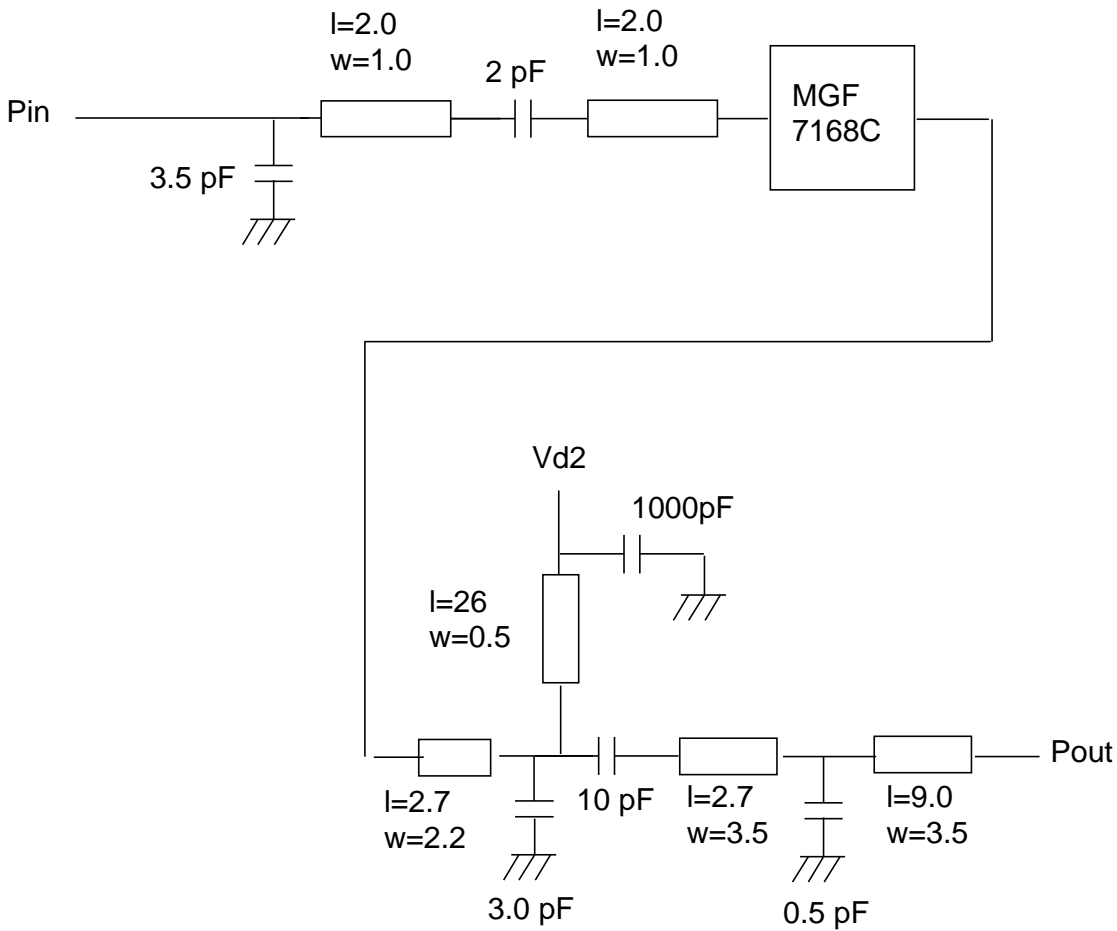 l=2.0
w=1.0
l=2.0
w=1.0
2 pF
Pin
MGF
7168C
3.5 pF
Vd2
1000pF
l=26
w=0.5
Pout
l=2.7
w=2.2
10 pF
l=2.7
w=3.5
l=9.0
w=3.5
3.0 pF
0.5 pF